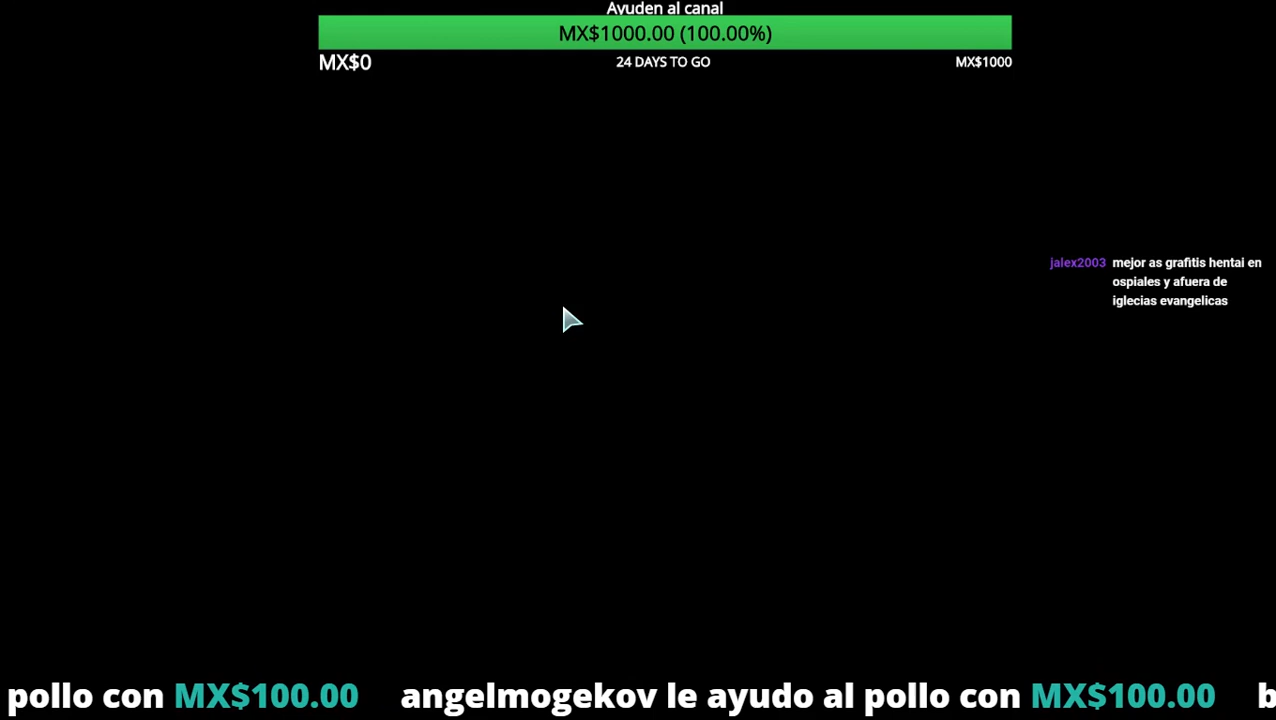 Ayuden al canal
MX$1000.00 (100.00%)
MX$0 24 DAYS TO GO MX$1000
jalex2003 mejor as grafitis hentai en
ospiales y afuera de
iglecias evangelicas
pollo con MX$100.00 angelmogekov le ayudo al pollo con MX$100.00 b